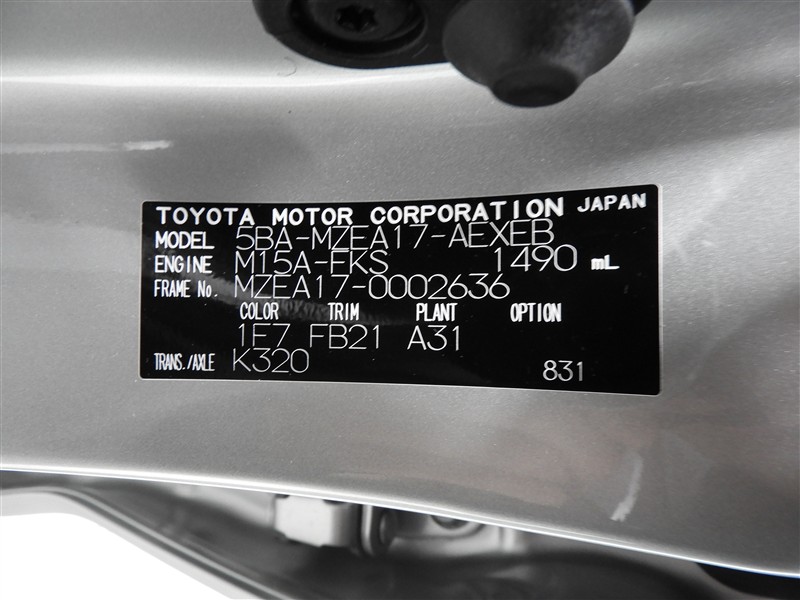 TOYOTA MOTOR CORPORATION JAPAN
MODEL 5BA-MZEA17-AEXEB
ENGINE M15A-FKS 1490 mL
FRAME No. MZEA17-0002636
COLOR TRIM PLANT OPTION
1E7 FB21 A31
TRANS./AXLE K320 831